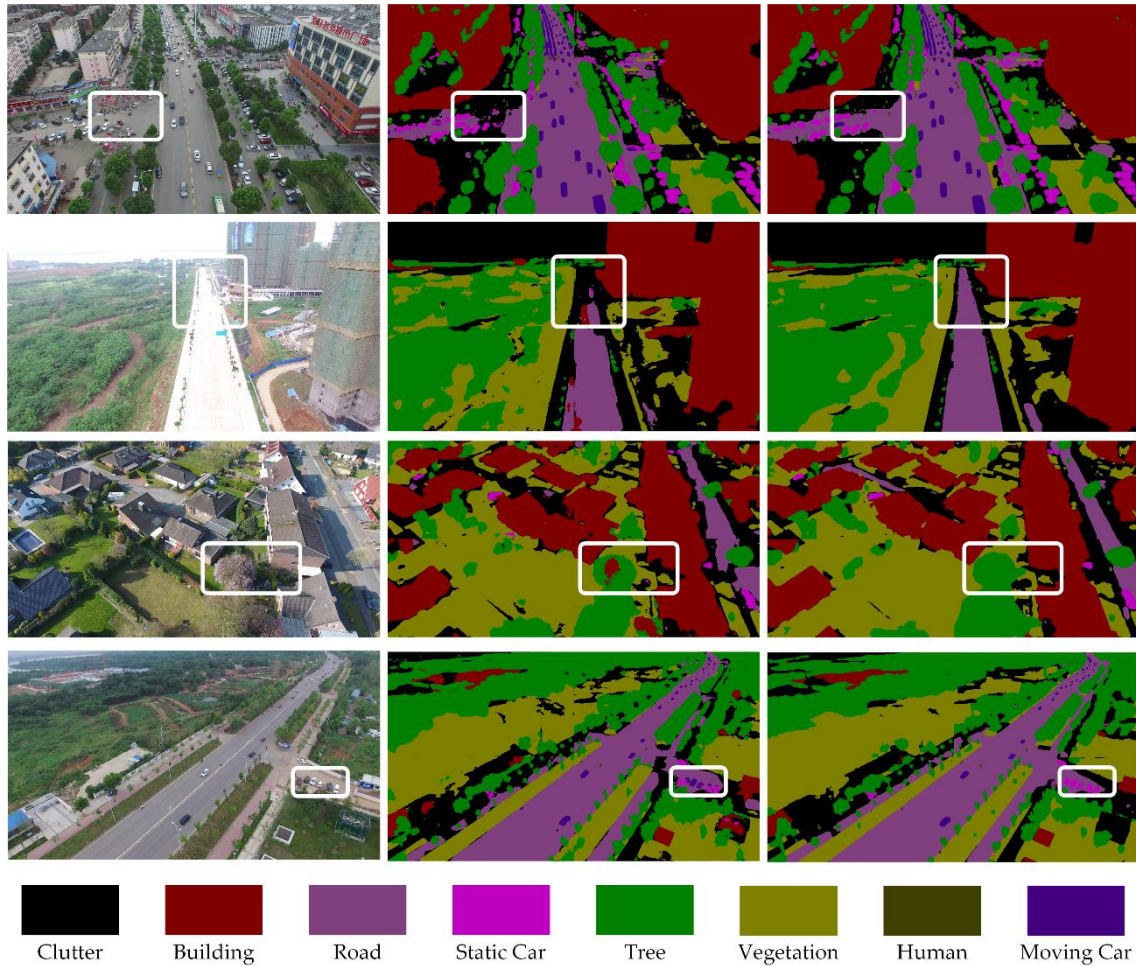 Clutter
Building
Road
Static Car
Tree
Vegetation
Human
Moving Car